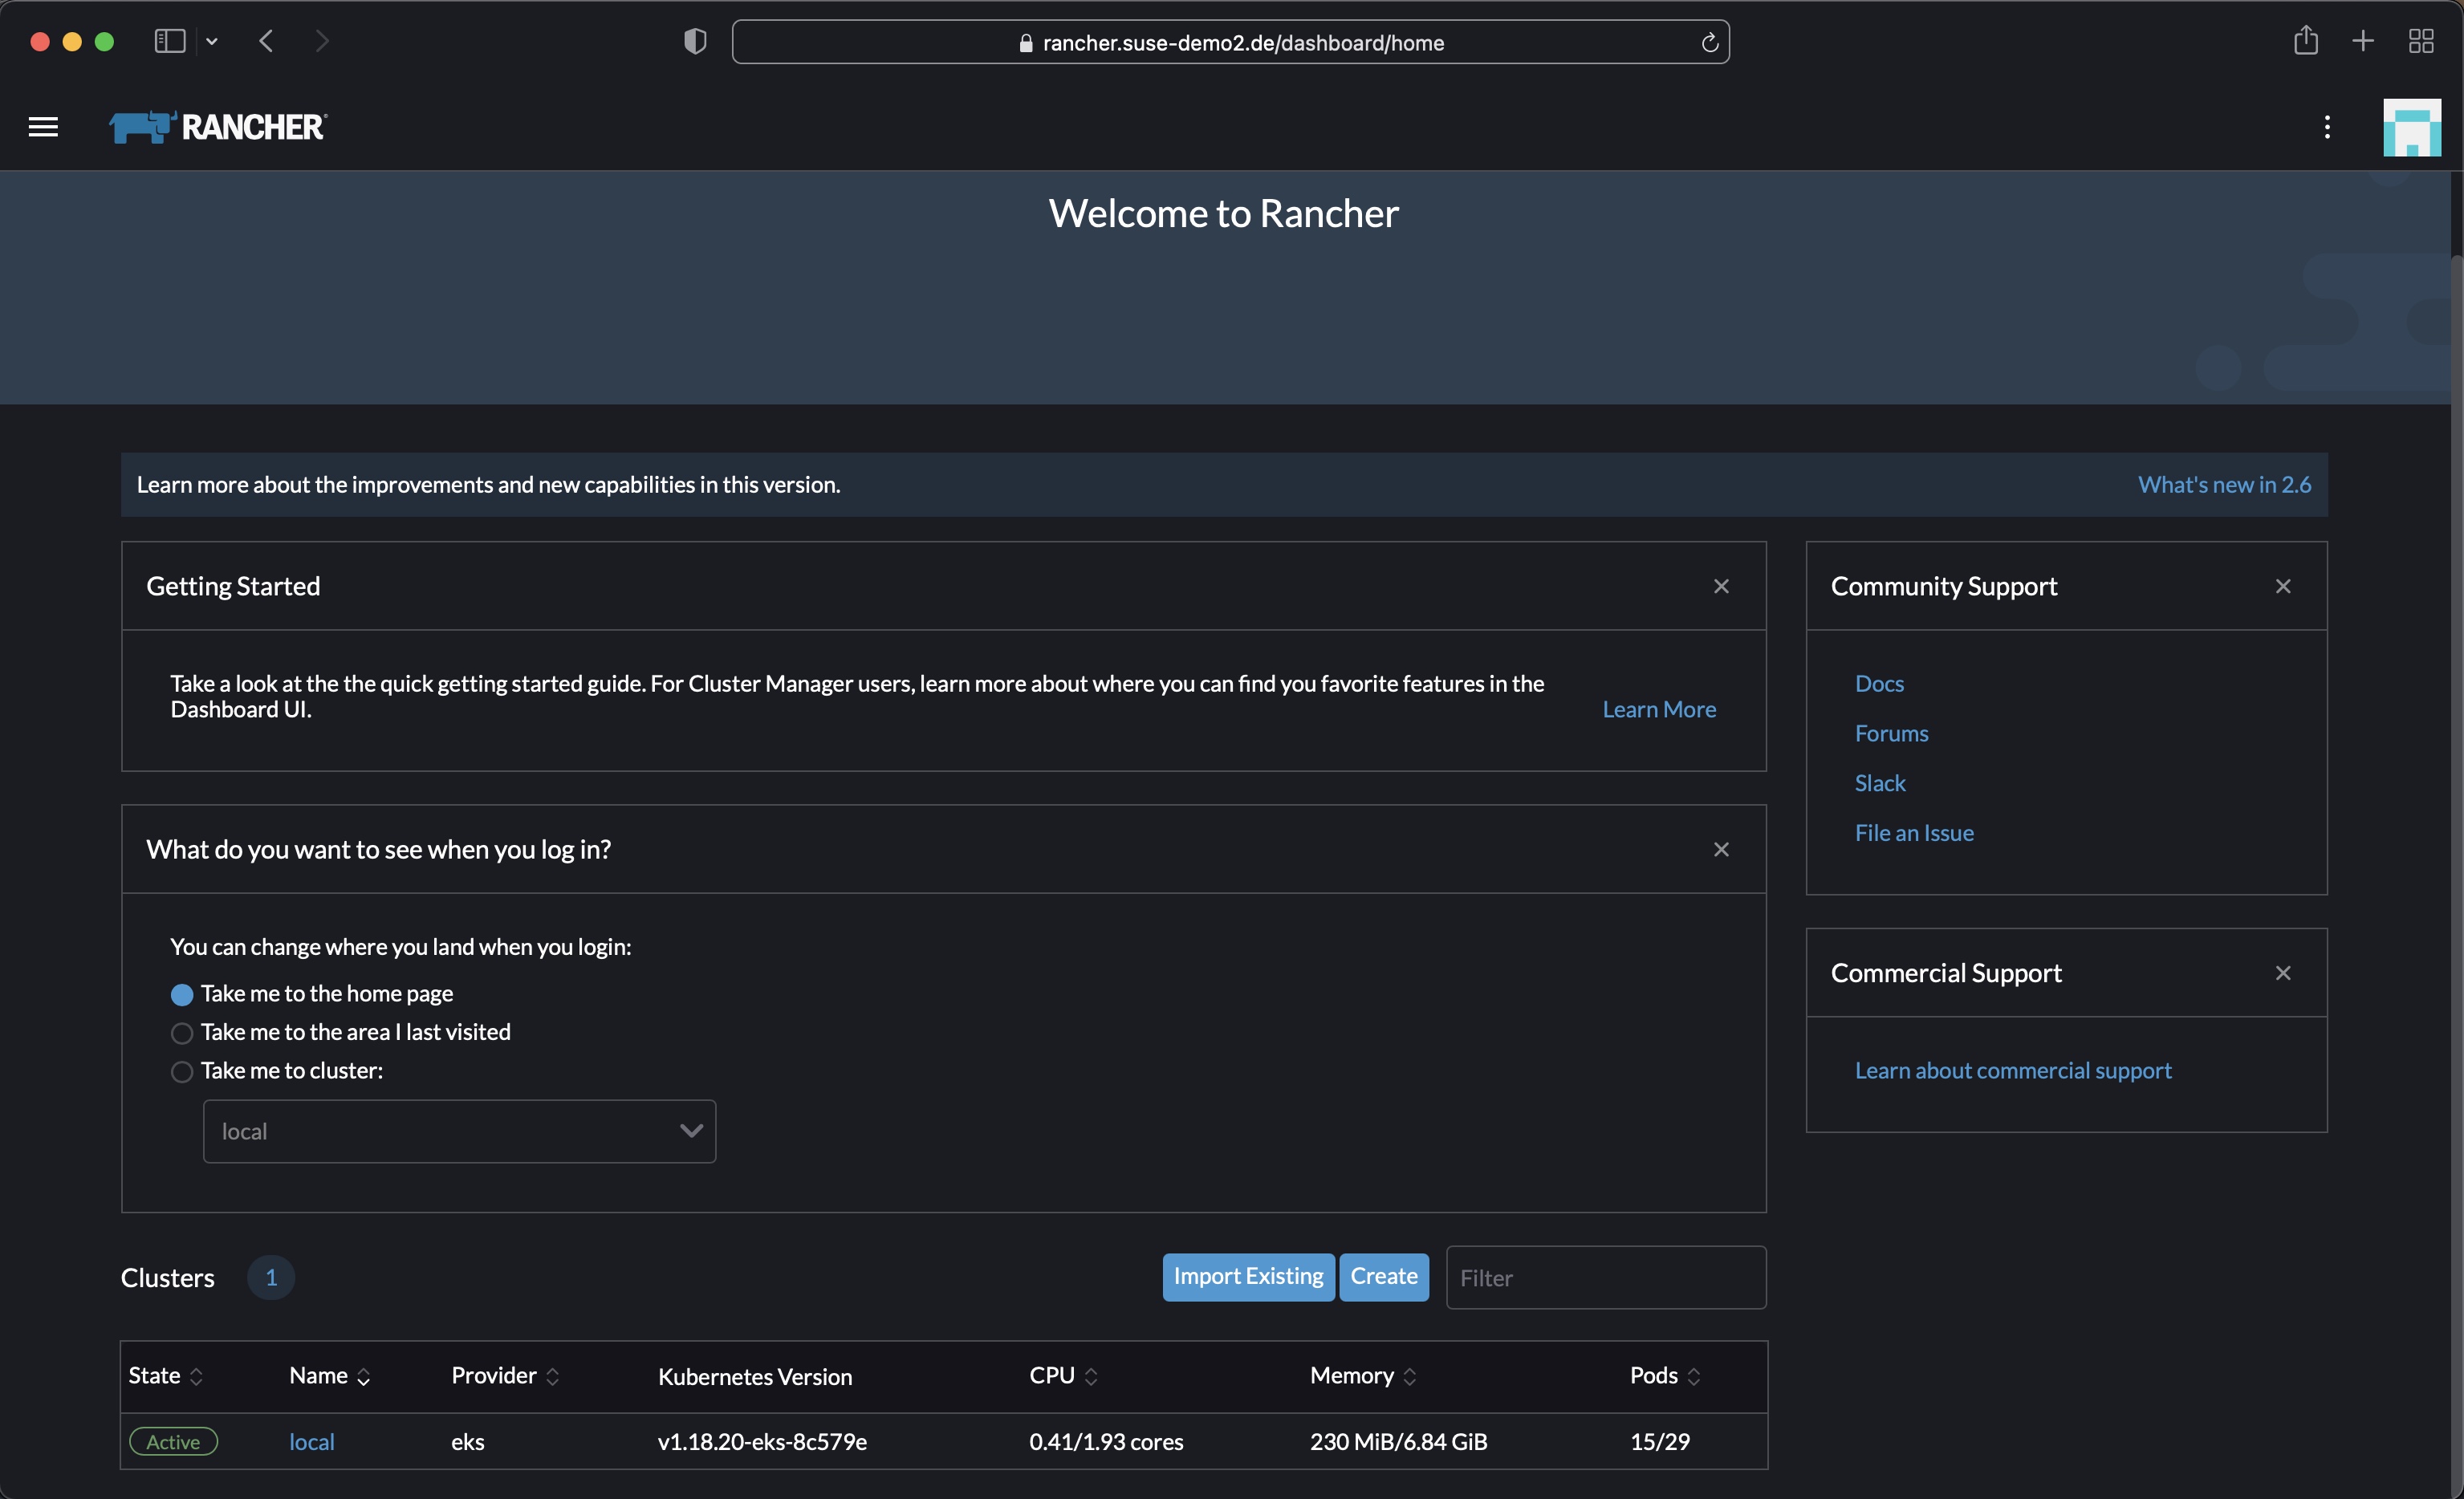 rancher.suse-demo2.de/dashboard/home
RANCHER®
Welcome to Rancher
Learn more about the improvements and new capabilities in this version.
What's new in 2.6
Getting Started
Take a look at the the quick getting started guide. For Cluster Manager users, learn more about where you can find you favorite features in the
Dashboard UI.
Learn More
What do you want to see when you log in?
You can change where you land when you login:
Take me to the home page
Take me to the area I last visited
Take me to cluster:
local
Community Support
Docs
Forums
Slack
File an Issue
Commercial Support
Learn about commercial support
Clusters 1
Import Existing Create Filter
State Name Provider Kubernetes Version CPU Memory Pods
Active local eks v1.18.20-eks-8c579e 0.41/1.93 cores 230 MiB/6.84 GiB 15/29